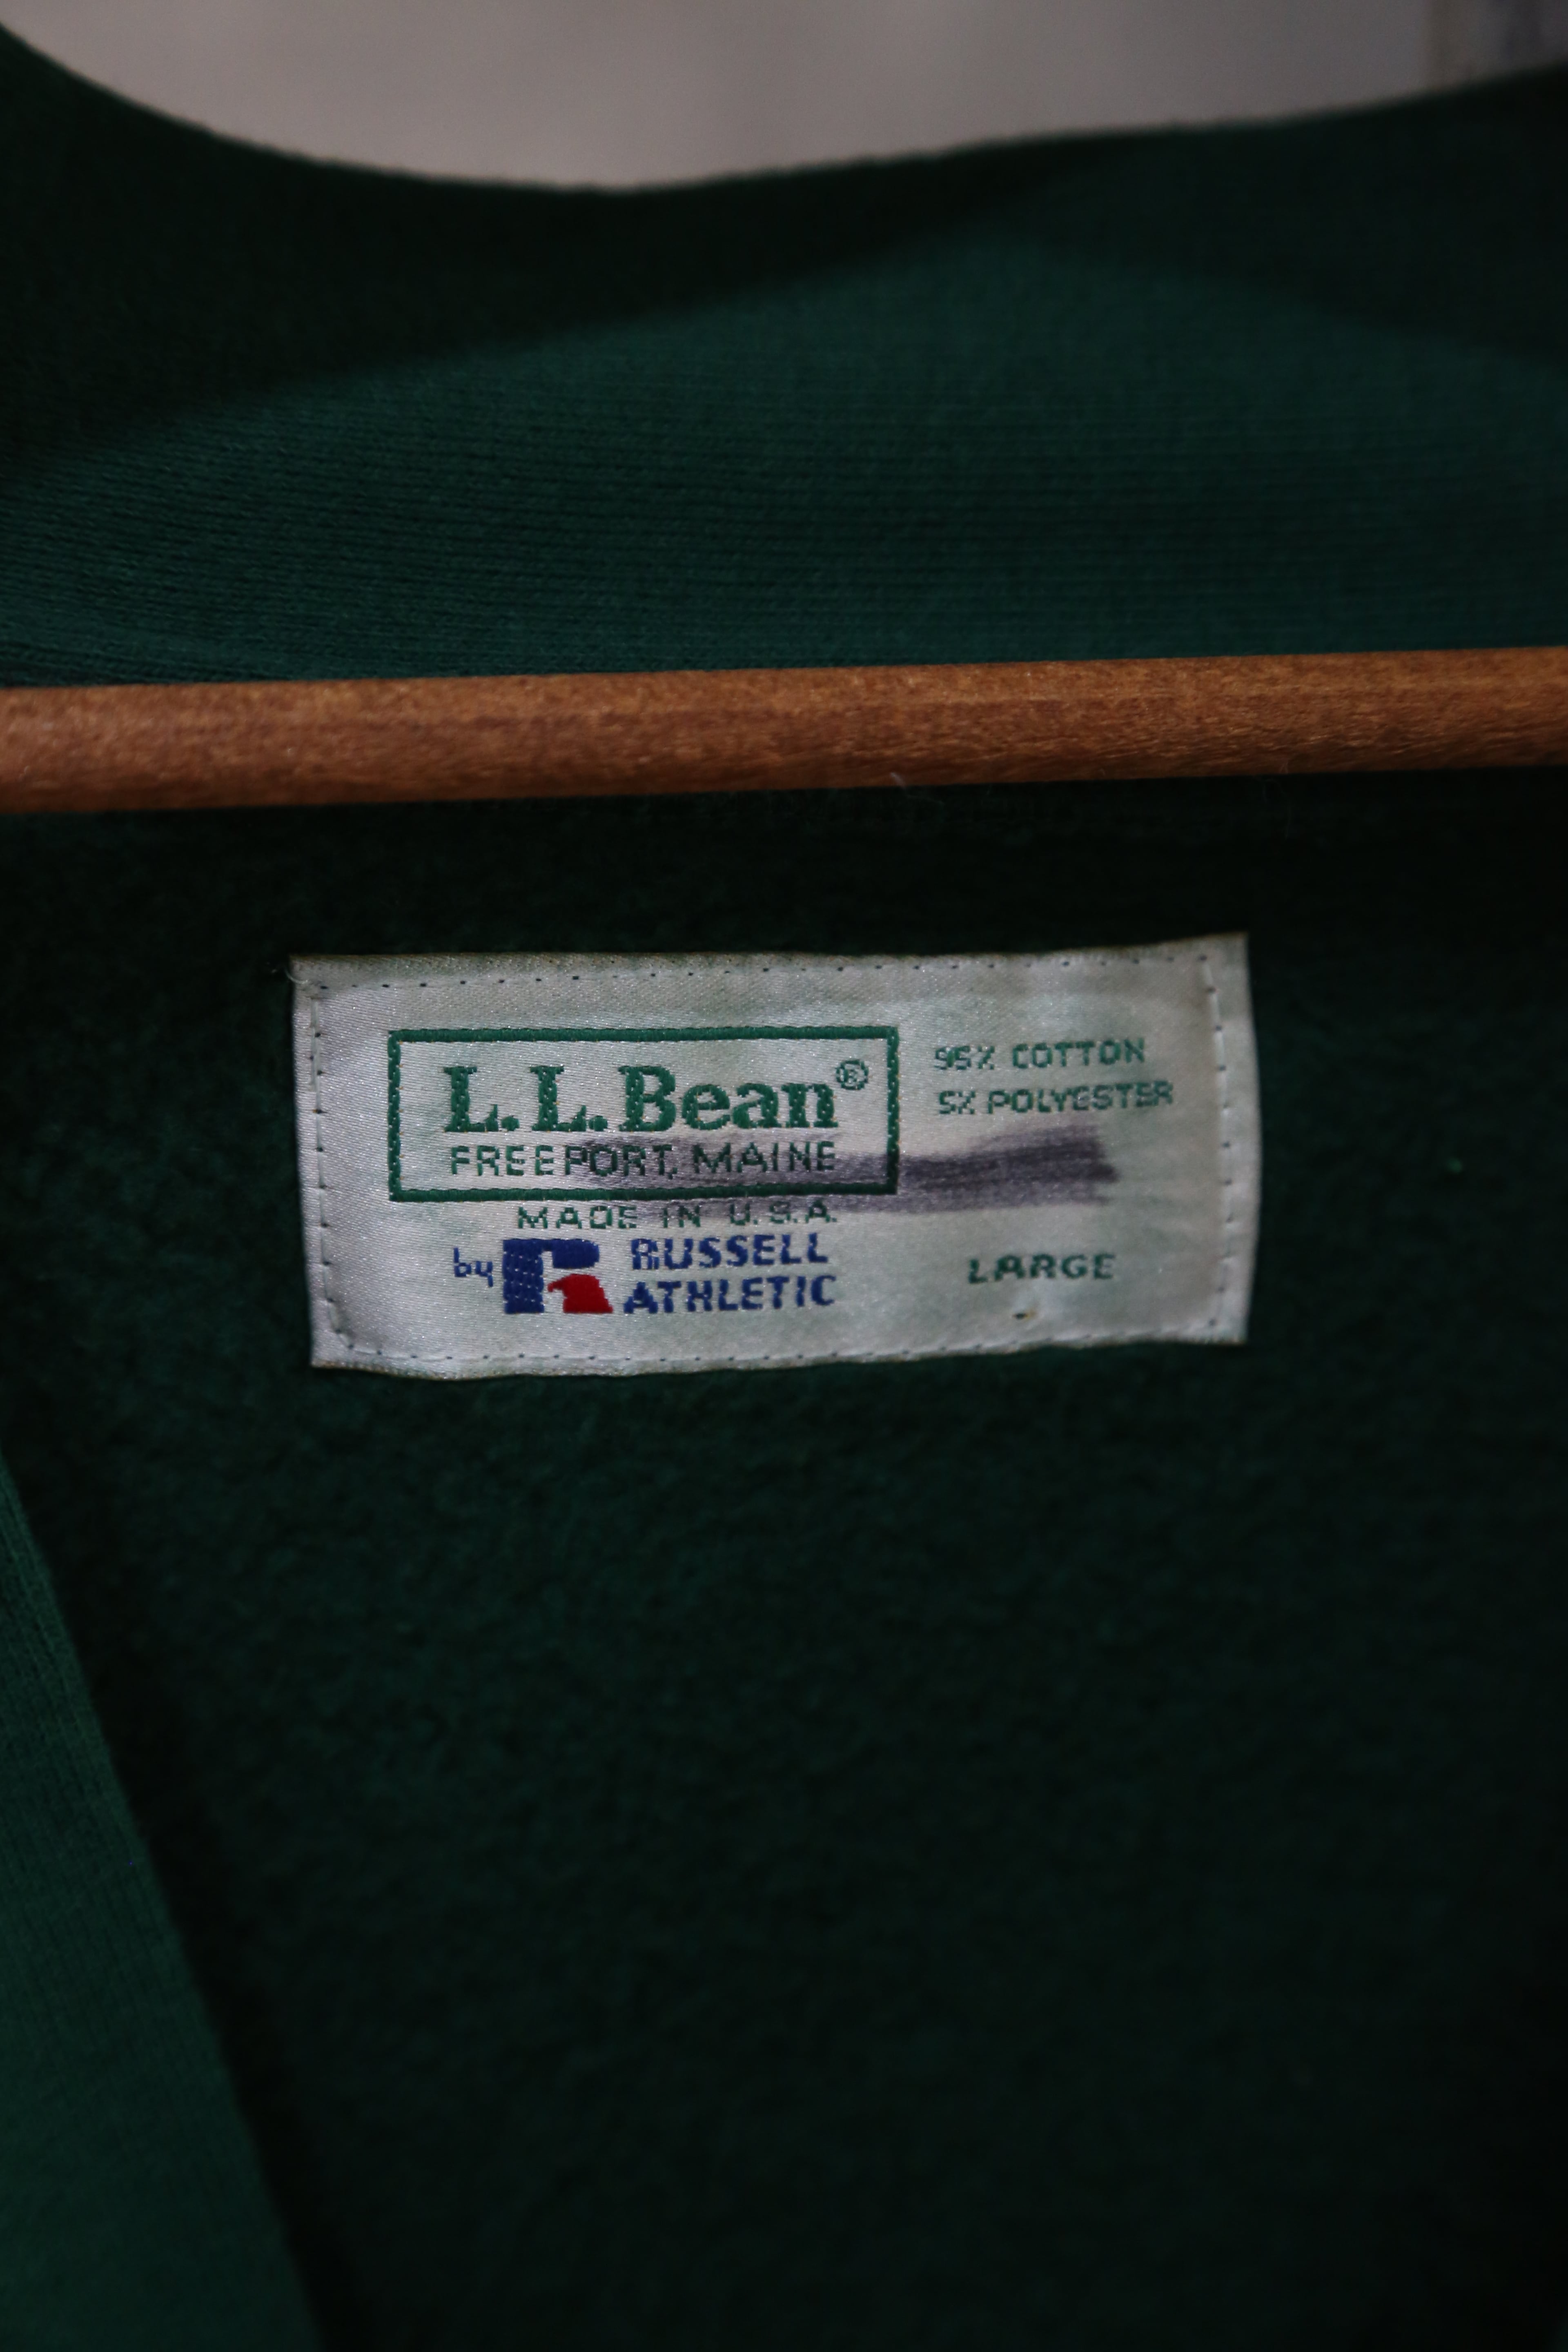 L.L.Bean®
FREEPORT, MAINE
MADE IN U.S.A.
by R RUSSELL
ATHLETIC
95% COTTON
5% POLYESTER
LARGE